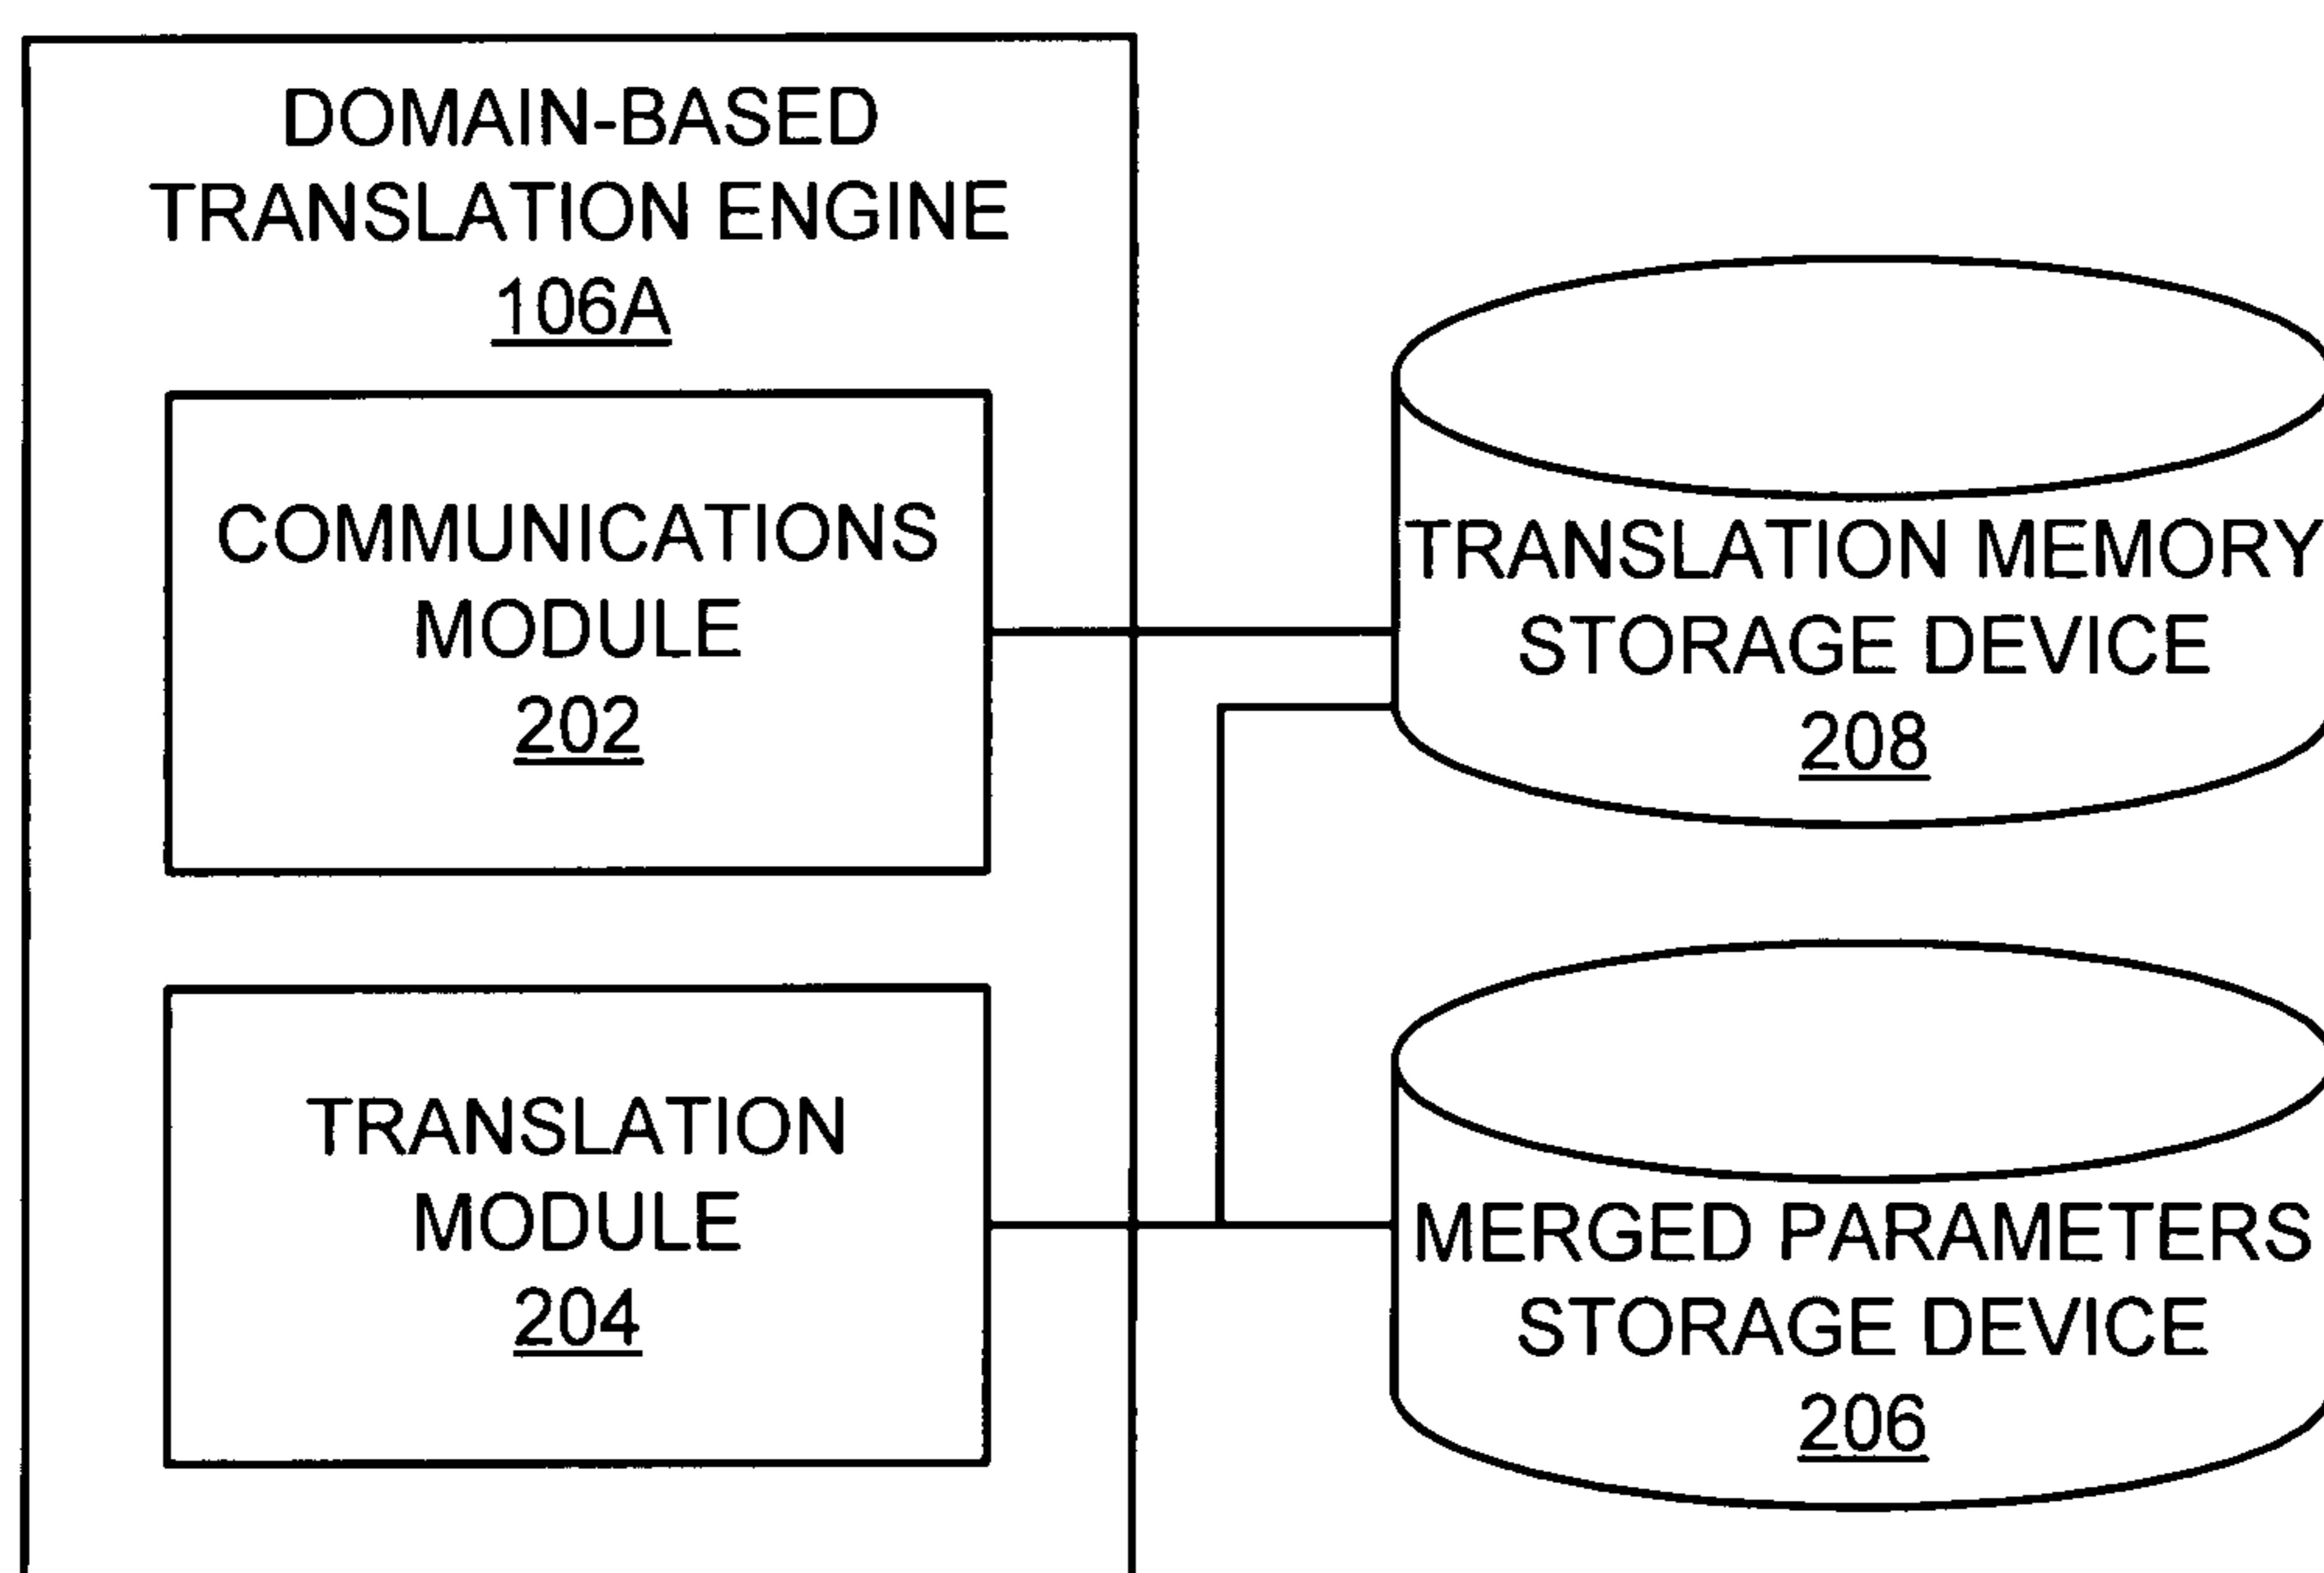 DOMAIN-BASED
TRANSLATION ENGINE
106A
COMMUNICATIONS
MODULE
202
TRANSLATION MEMORY
STORAGE DEVICE
208
TRANSLATION
MODULE
204
MERGED PARAMETERS
STORAGE DEVICE
206